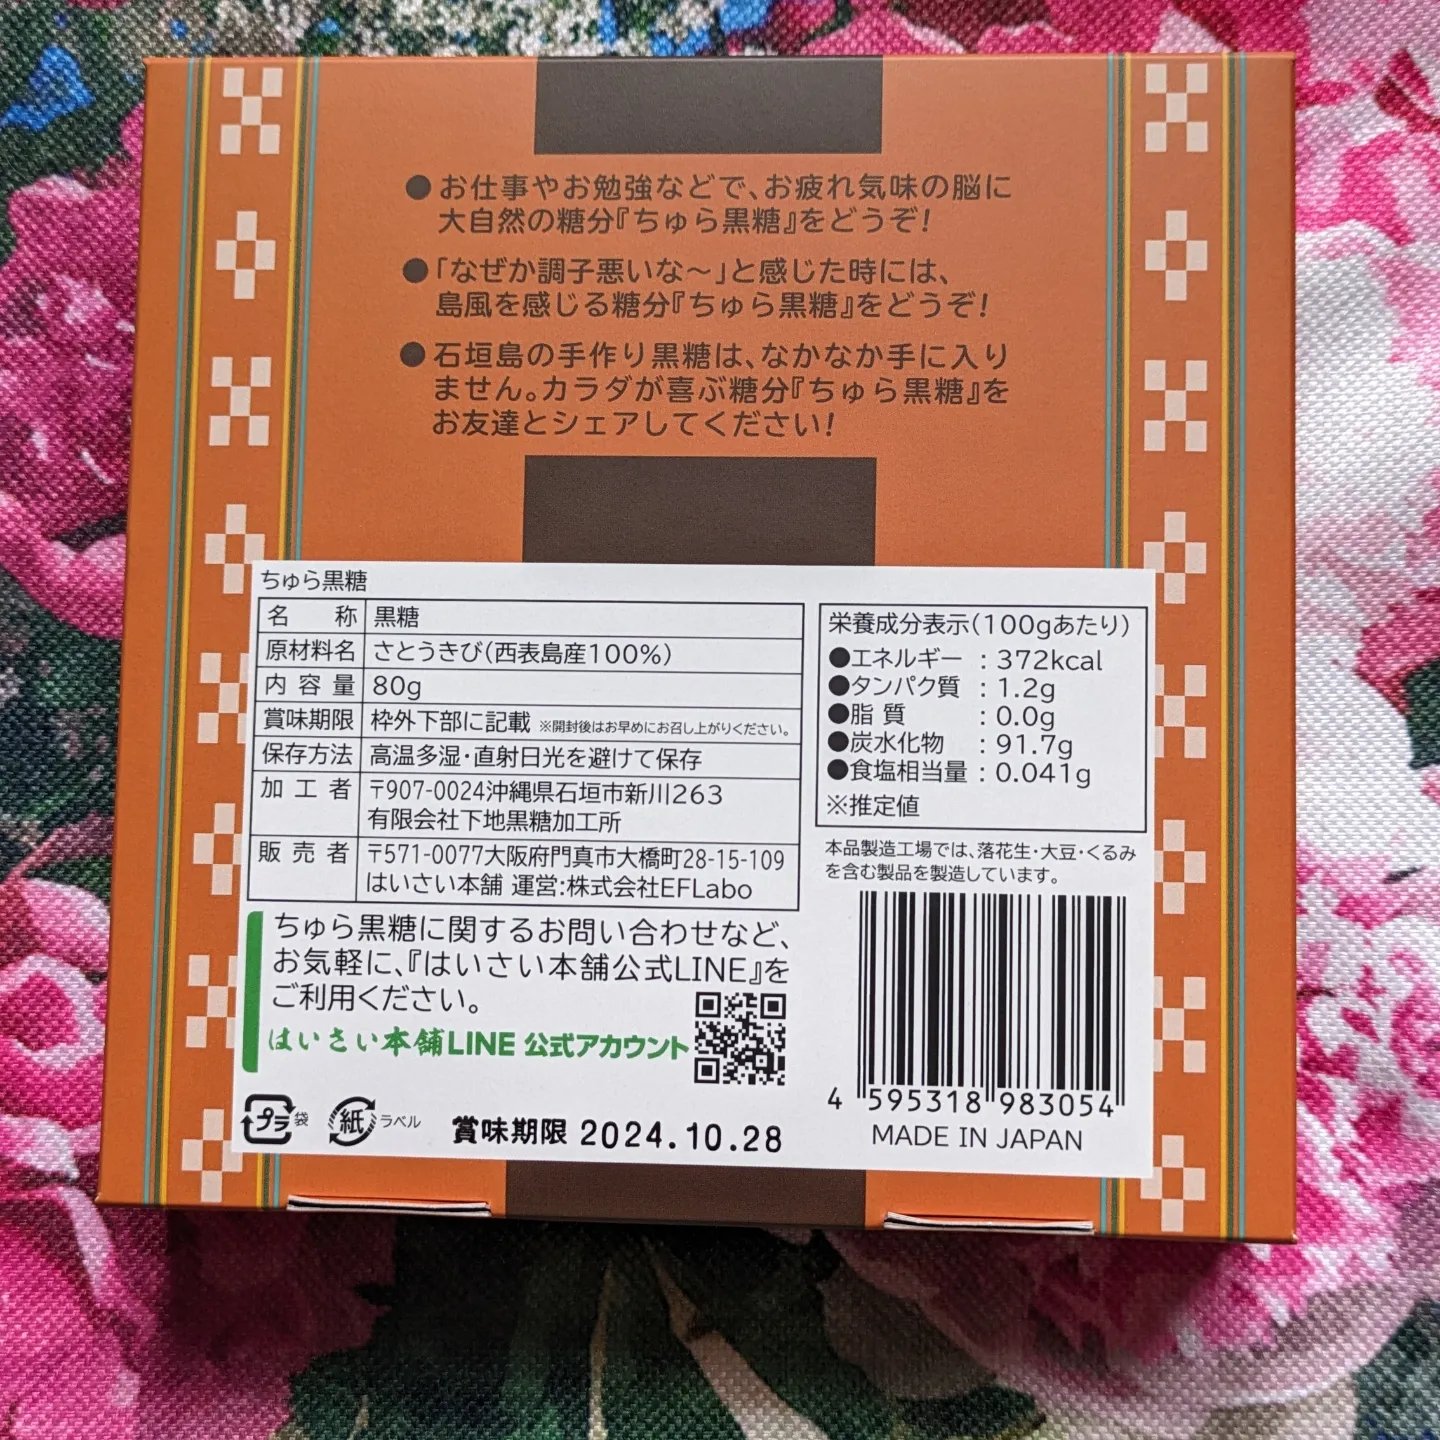 ●お仕事やお勉強などで、お疲れ気味の脳に
大自然の糖分『ちゅら黒糖』をどうぞ!
●「なぜか調子悪いな〜」と感じた時には、
島風を感じる糖分『ちゅら黒糖』をどうぞ!
●石垣島の手作り黒糖は、なかなか手に入り
ません。カラダが喜ぶ糖分『ちゅら黒糖』を
お友達とシェアしてください!
ちゅら黒糖
名称 黒糖
原材料名 さとうきび(西表島産100%)
内容量 80g
賞味期限 枠外下部に記載 ※開封後はお早めにお召し上がりください。
保存方法 高温多湿・直射日光を避けて保存
加工者 〒907-0024沖縄県石垣市新川263
有限会社下地黒糖加工所
販売者 〒571-0077大阪府門真市大橋町28-15-109
はいさい本舗 運営:株式会社EFLabo
栄養成分表示(100gあたり)
●エネルギー : 372kcal
●タンパク質 : 1.2g
●脂質 : 0.0g
●炭水化物 : 91.7g
●食塩相当量 : 0.041g
※推定値
本品製造工場では、落花生・大豆・くるみ
を含む製品を製造しています。
ちゅら黒糖に関するお問い合わせなど、
お気軽に、『はいさい本舗公式LINE』を
ご利用ください。
はいさい本舗LINE 公式アカウント
プラ 袋 紙 ラベル
賞味期限 2024.10.28
4 595318 983054
MADE IN JAPAN